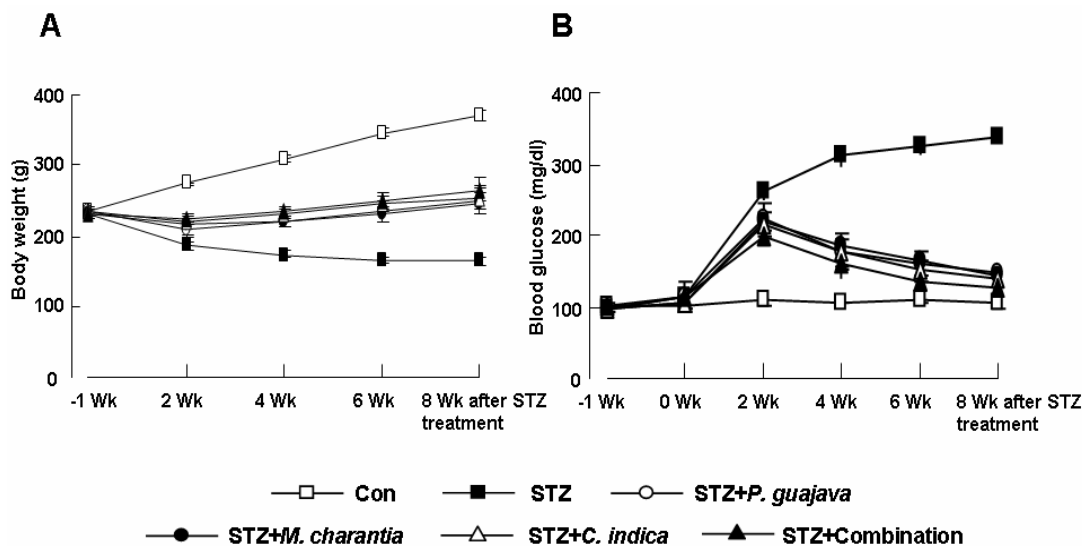 A
B
400
300
200
100
0
Body weight (g)
-1 Wk 2 Wk 4 Wk 6 Wk 8 Wk after STZ
treatment
400
300
200
100
0
Blood glucose (mg/dl)
-1 Wk 0 Wk 2 Wk 4 Wk 6 Wk 8 Wk after STZ
treatment
Con STZ STZ+P. guajava
STZ+M. charantia STZ+C. indica STZ+Combination